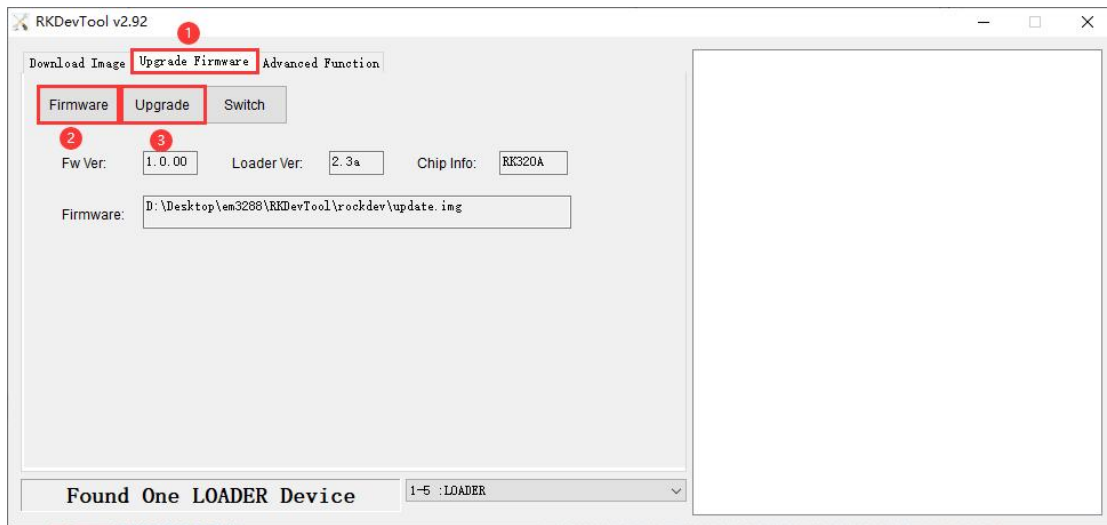 RKDevTool v2.92
1
Download Image Upgrade Firmware Advanced Function
Firmware Upgrade Switch
2 3
Fw Ver: 1.0.00 Loader Ver: 2.3a Chip Info: RK320A
Firmware: D:\Desktop\em3288\RKDevTool\rockdev\update.img
Found One LOADER Device 1-5 :LOADER